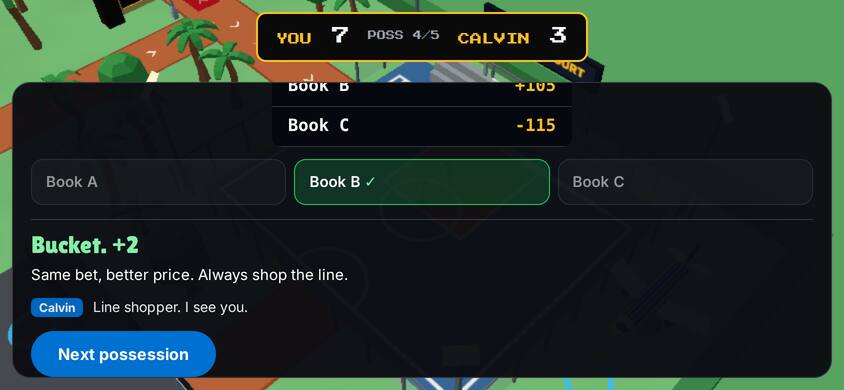 YOU 7 POSS 4/5 CALVIN 3
Book B +105
Book C -115
Book A Book B ✓ Book C
Bucket. +2
Same bet, better price. Always shop the line.
Calvin Line shopper. I see you.
Next possession